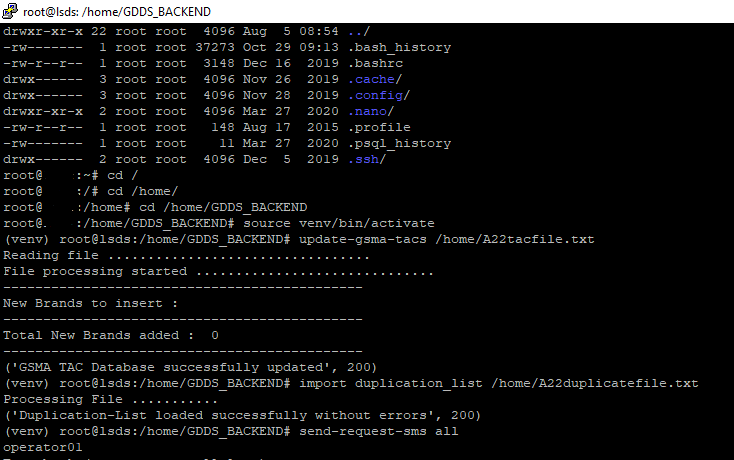 root@lsds: /home/GDDS_BACKEND
drwxr-xr-x 22 root root  4096 Aug  5 08:54 ../
-rw-------  1 root root 37273 Oct 29 09:13 .bash_history
-rw-r--r--  1 root root  3148 Dec 16  2019 .bashrc
drwx------  3 root root  4096 Nov 26  2019 .cache/
drwx------  3 root root  4096 Nov 28  2019 .config/
drwxr-xr-x  2 root root  4096 Mar 27  2020 .nano/
-rw-r--r--  1 root root   148 Aug 17  2015 .profile
-rw-------  1 root root    11 Mar 27  2020 .psql_history
drwx------  2 root root  4096 Dec  5  2019 .ssh/
root@    :~# cd /
root@    :/# cd /home/
root@    :/home# cd /home/GDDS_BACKEND
root@.   :/home/GDDS_BACKEND# source venv/bin/activate
(venv) root@lsds:/home/GDDS_BACKEND# update-gsma-tacs /home/A22tacfile.txt
Reading file .................................
File processing started ..............................
---------------------------------------------
New Brands to insert :
---------------------------------------------
Total New Brands added :  0
---------------------------------------------
('GSMA TAC Database successfully updated', 200)
(venv) root@lsds:/home/GDDS_BACKEND# import duplication_list /home/A22duplicatefile.txt
Processing File ...........
('Duplication-List loaded successfully without errors', 200)
(venv) root@lsds:/home/GDDS_BACKEND# send-request-sms all
operator01